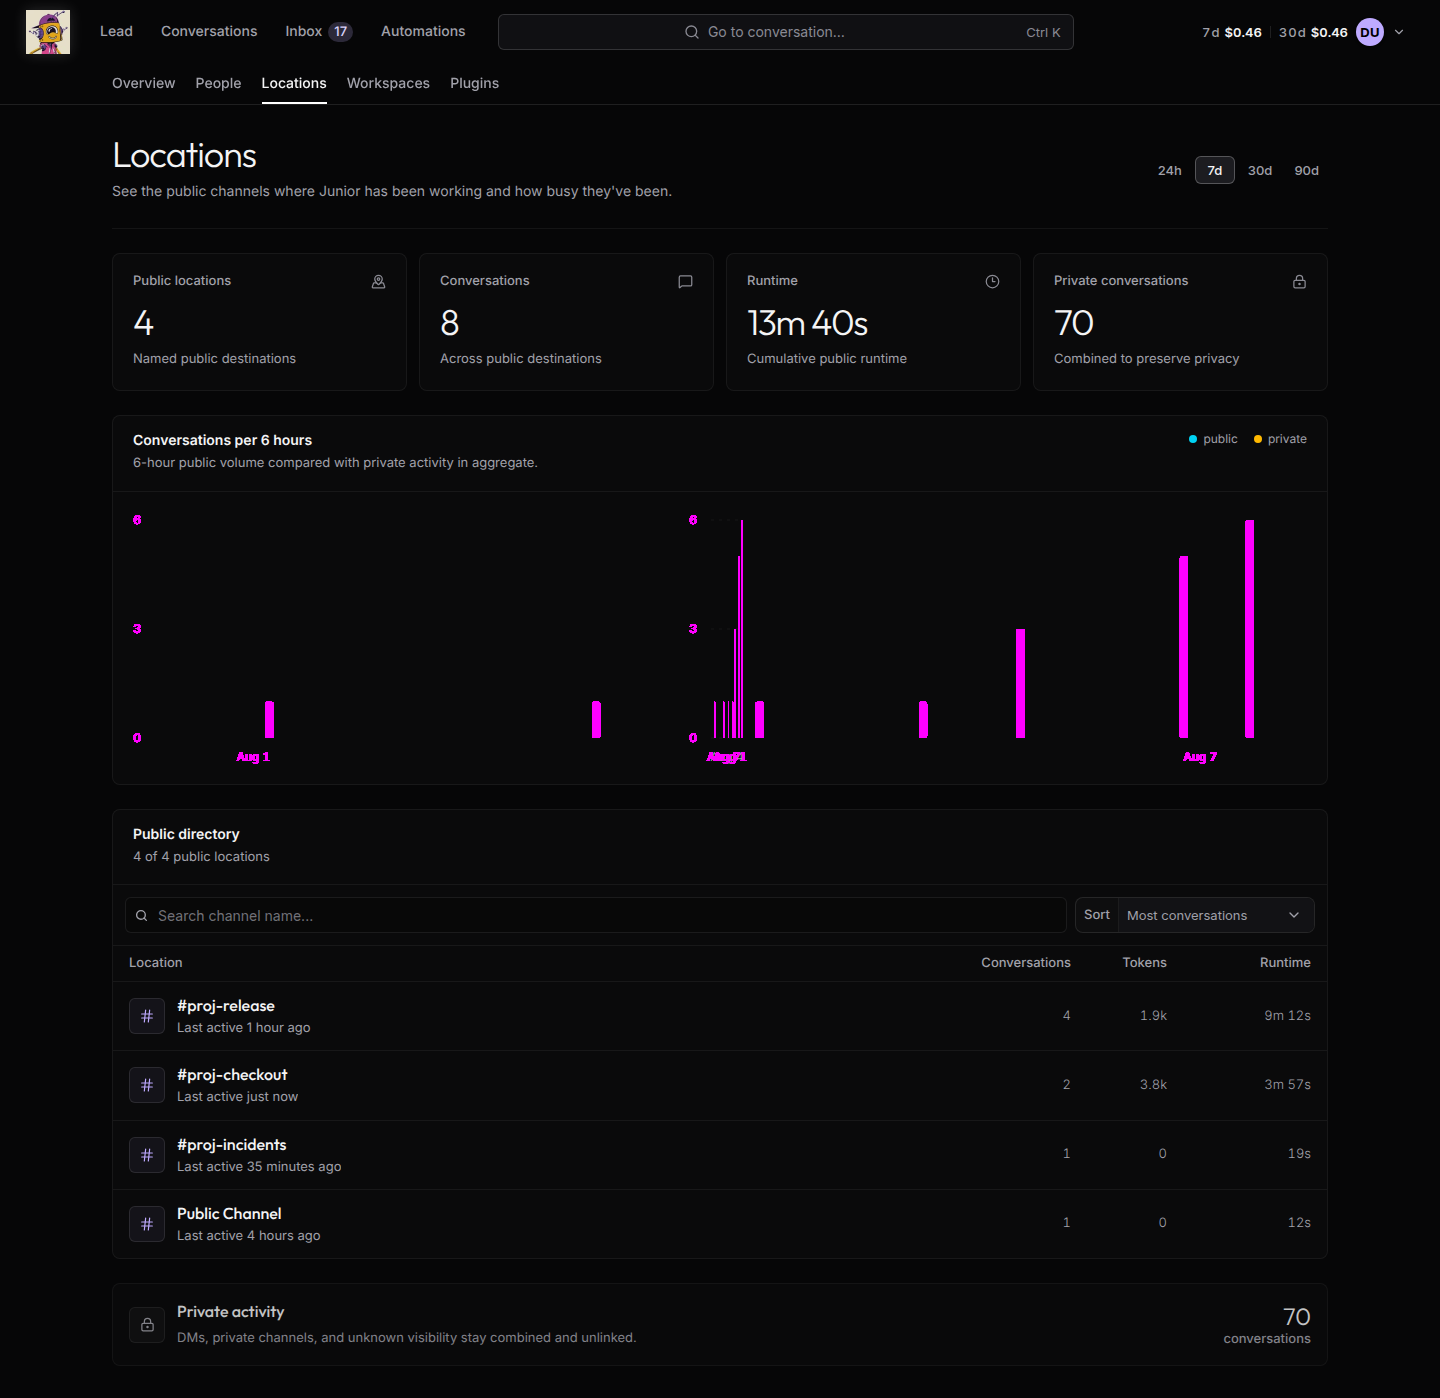 Lead Conversations Inbox 17 Automations Go to conversation... Ctrl K 7d $0.46 30d $0.46 DU
Overview People Locations Workspaces Plugins
Locations
See the public channels where Junior has been working and how busy they've been.
24h 7d 30d 90d
Public locations
4
Named public destinations
Conversations
8
Across public destinations
Runtime
13m 40s
Cumulative public runtime
Private conversations
70
Combined to preserve privacy
Conversations per 6 hours
6-hour public volume compared with private activity in aggregate.
public private
6 6
3 3
0 0
Aug 1 Aug 7
Public directory
4 of 4 public locations
Search channel name...
Sort Most conversations
Location Conversations Tokens Runtime
#proj-release
Last active 1 hour ago
4 1.9k 9m 12s
#proj-checkout
Last active just now
2 3.8k 3m 57s
#proj-incidents
Last active 35 minutes ago
1 0 19s
Public Channel
Last active 4 hours ago
1 0 12s
Private activity
DMs, private channels, and unknown visibility stay combined and unlinked.
70
conversations